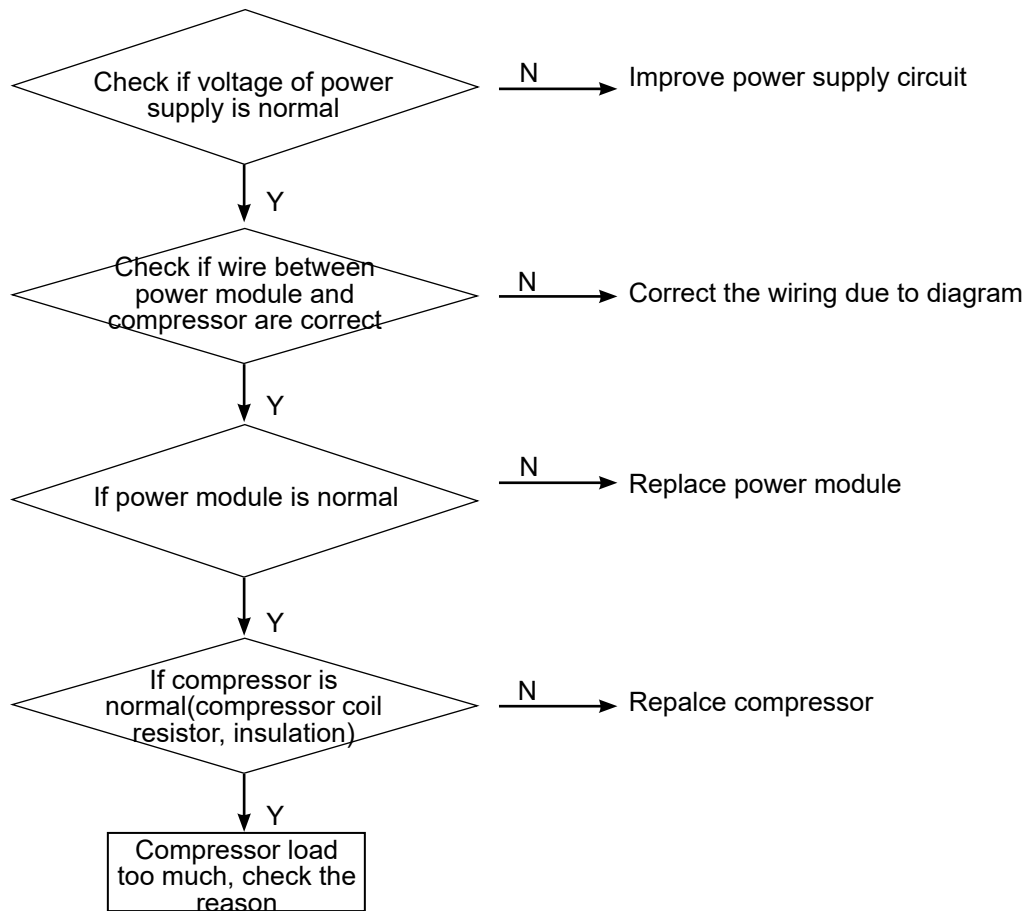 Check if voltage of power
supply is normal
N
Improve power supply circuit
Y
Check if wire between
power module and
compressor are correct
N
Correct the wiring due to diagram
Y
If power module is normal
N
Replace power module
Y
If compressor is
normal(compressor coil
resistor, insulation)
N
Repalce compressor
Y
Compressor load
too much, check the
reason